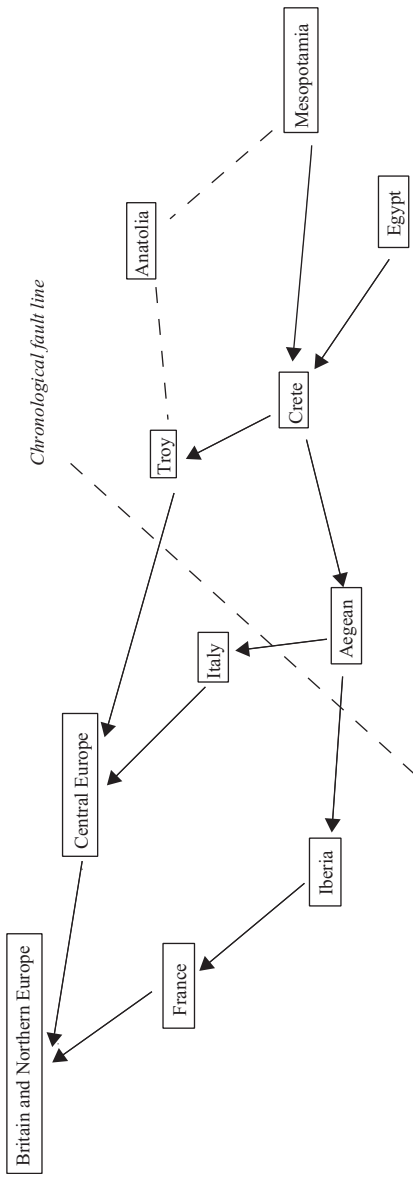 Britain and Northern Europe
Central Europe
Chronological fault line
France
Italy
Troy
Anatolia
Iberia
Aegean
Crete
Mesopotamia
Egypt